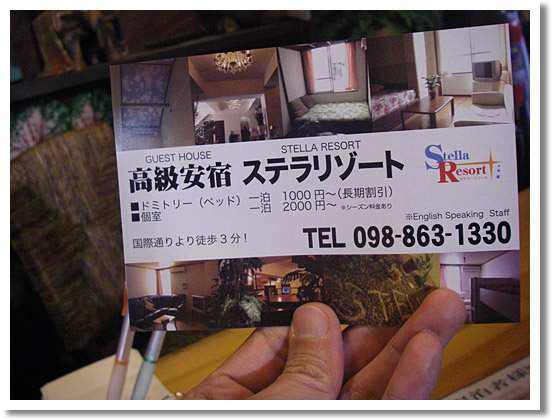 GUEST HOUSE
STELLA RESORT
高級安宿 ステラリゾート
Stella
Resort
■ドミトリー(ベッド) 一泊 1000円〜(長期割引)
■個室 一泊 2000円〜 ※シーズン料金あり
※English Speaking Staff
国際通りより徒歩3分!
TEL 098-863-1330
STE